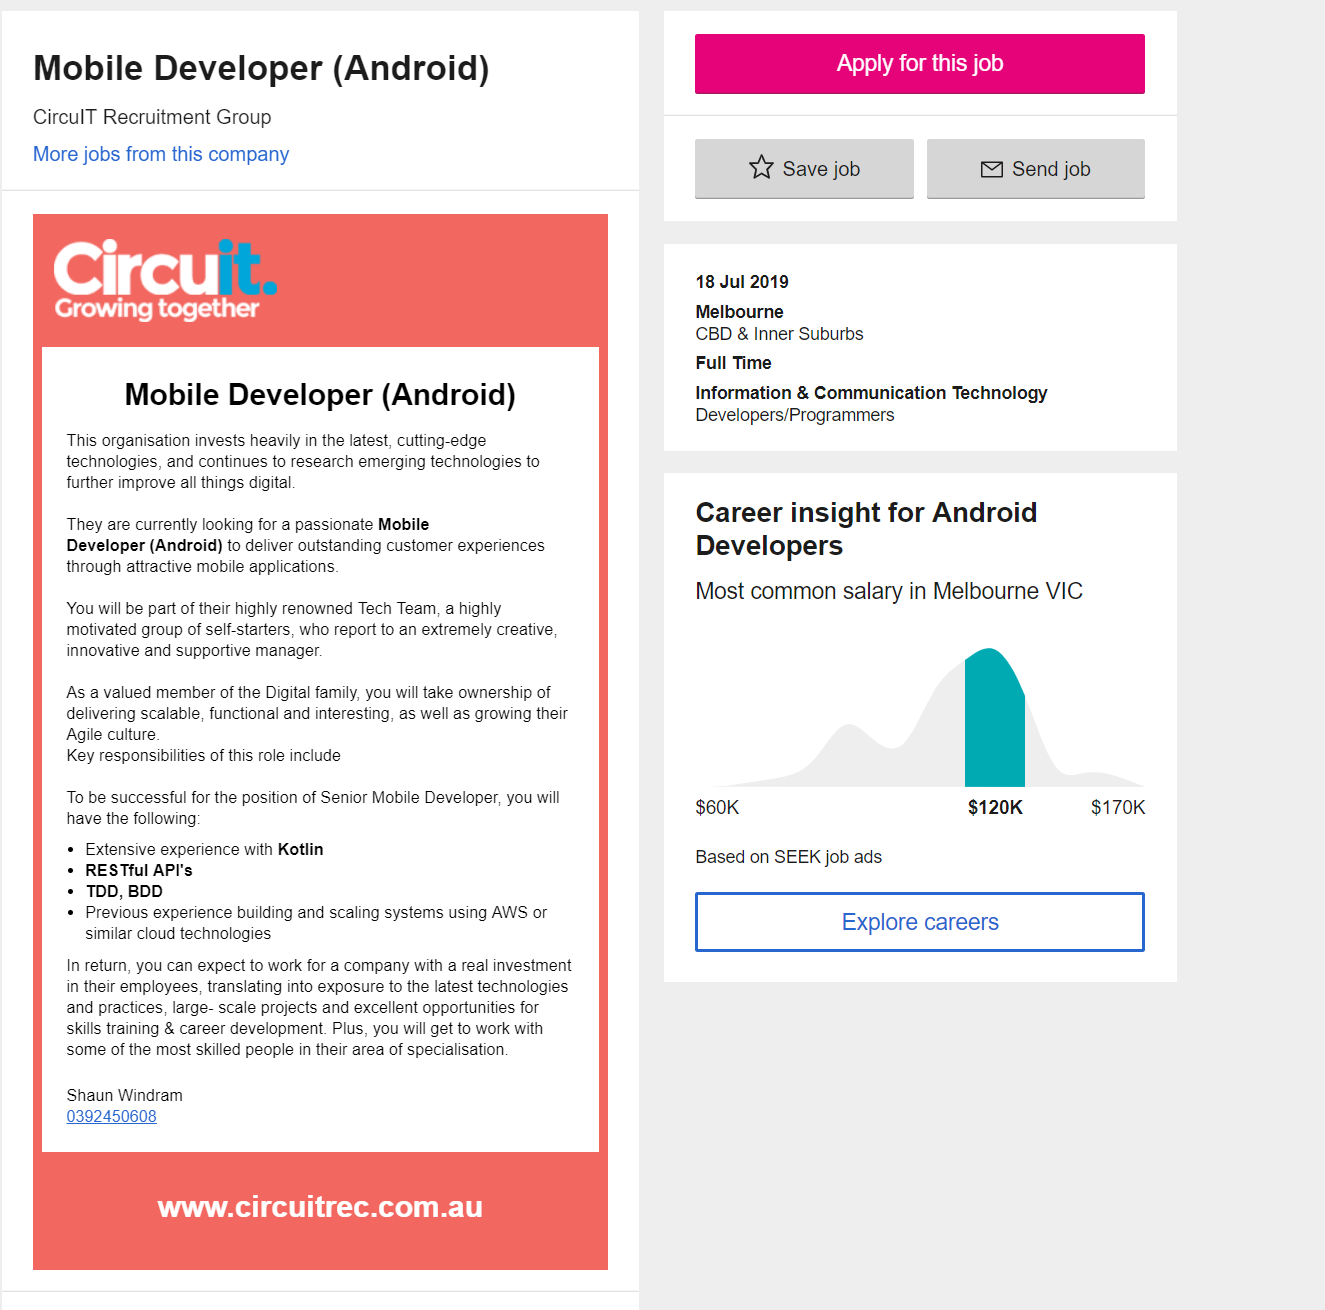 Mobile Developer (Android)
CircuIT Recruitment Group
More jobs from this company
Circuit.
Growing together
Mobile Developer (Android)
This organisation invests heavily in the latest, cutting-edge
technologies, and continues to research emerging technologies to
further improve all things digital.
They are currently looking for a passionate Mobile
Developer (Android) to deliver outstanding customer experiences
through attractive mobile applications.
You will be part of their highly renowned Tech Team, a highly
motivated group of self-starters, who report to an extremely creative,
innovative and supportive manager.
As a valued member of the Digital family, you will take ownership of
delivering scalable, functional and interesting, as well as growing their
Agile culture.
Key responsibilities of this role include
To be successful for the position of Senior Mobile Developer, you will
have the following:
• Extensive experience with Kotlin
• RESTful API's
• TDD, BDD
• Previous experience building and scaling systems using AWS or
similar cloud technologies
In return, you can expect to work for a company with a real investment
in their employees, translating into exposure to the latest technologies
and practices, large- scale projects and excellent opportunities for
skills training & career development. Plus, you will get to work with
some of the most skilled people in their area of specialisation.
Shaun Windram
0392450608
www.circuitrec.com.au
Apply for this job
Save job
Send job
18 Jul 2019
Melbourne
CBD & Inner Suburbs
Full Time
Information & Communication Technology
Developers/Programmers
Career insight for Android
Developers
Most common salary in Melbourne VIC
$60K
$120K
$170K
Based on SEEK job ads
Explore careers